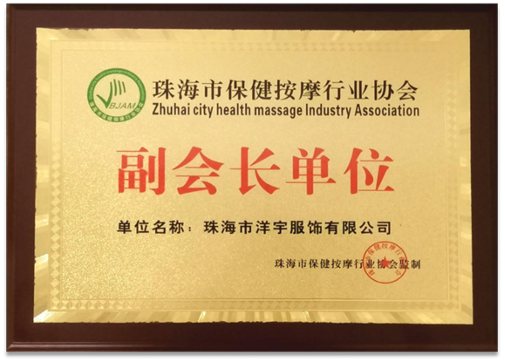 珠海市保健按摩行业协会
Zhuhai city health massage Industry Association
BJAM
副会长单位
单位名称：珠海市洋宇服饰有限公司
珠海市保健按摩行业协会监制